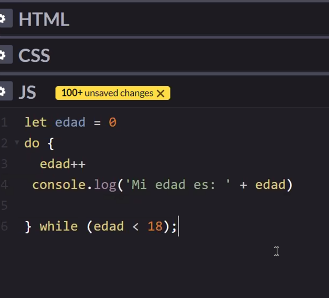 HTML
CSS
JS 100+ unsaved changes ×
1 let edad = 0
2 do {
3 edad++
4 console.log('Mi edad es: ' + edad)
5
6 } while (edad < 18);